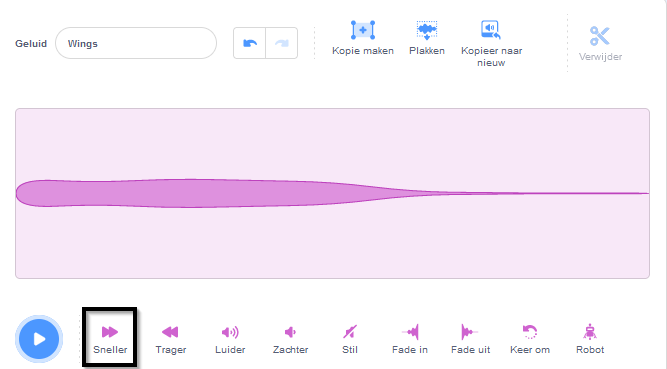 Geluid Wings
Kopie maken Plakken Kopieer naar nieuw Verwijder
Sneller Trager Luider Zachter Stil Fade in Fade uit Keer om Robot